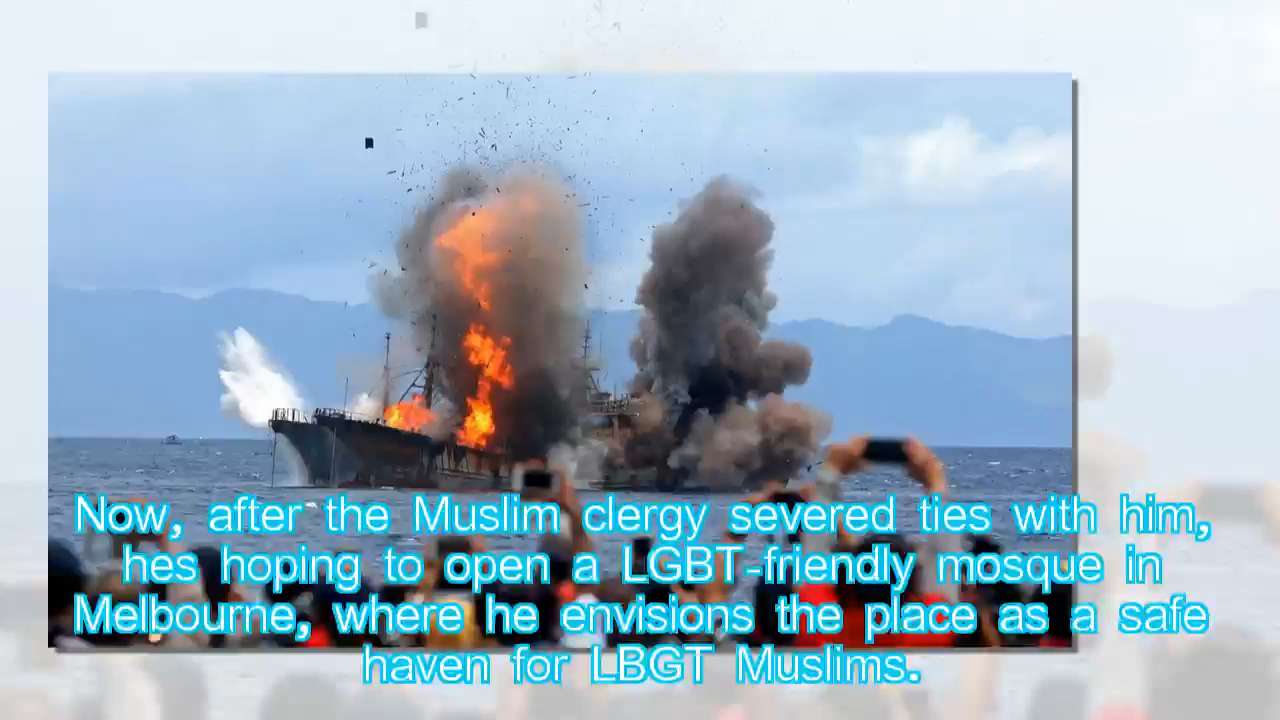 Now, after the Muslim clergy severed ties with him,
hes hoping to open a LGBT-friendly mosque in
Melbourne, where he envisions the place as a safe
haven for LBGT Muslims.